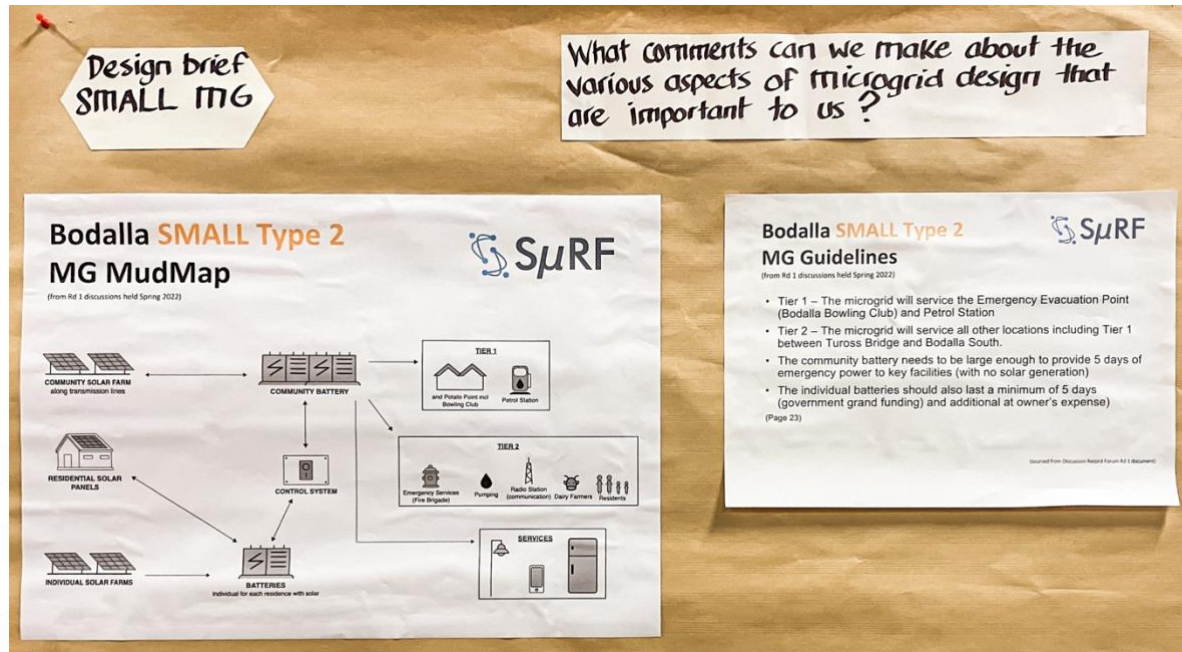 Design brief
SMALL MG
What comments can we make about the
various aspects of microgrid design that
are important to us?
Bodalla SMALL Type 2
MG MudMap
(from Rd 1 discussions held Spring 2022)
SμRF
COMMUNITY SOLAR FARM
along transmission lines
COMMUNITY BATTERY
TIER 1
and Potato Point incl
Bowling Club
Petrol Station
RESIDENTIAL SOLAR
PANELS
CONTROL SYSTEM
TIER 2
Emergency Services
(Fire Brigade)
Pumping
Radio Station
(communication)
Dairy Farmers
Residents
INDIVIDUAL SOLAR FARMS
BATTERIES
Individual for each residence with solar
SERVICES
Bodalla SMALL Type 2
MG Guidelines
(from Rd 1 discussions held Spring 2022)
SμRF
• Tier 1 – The microgrid will service the Emergency Evacuation Point
(Bodalla Bowling Club) and Petrol Station
• Tier 2 – The microgrid will service all other locations including Tier 1
between Tuross Bridge and Bodalla South.
• The community battery needs to be large enough to provide 5 days of
emergency power to key facilities (with no solar generation)
• The individual batteries should also last a minimum of 5 days
(government grand funding) and additional at owner's expense)
(Page 23)
(sourced from Discussion Record Forum Rd 1 document)